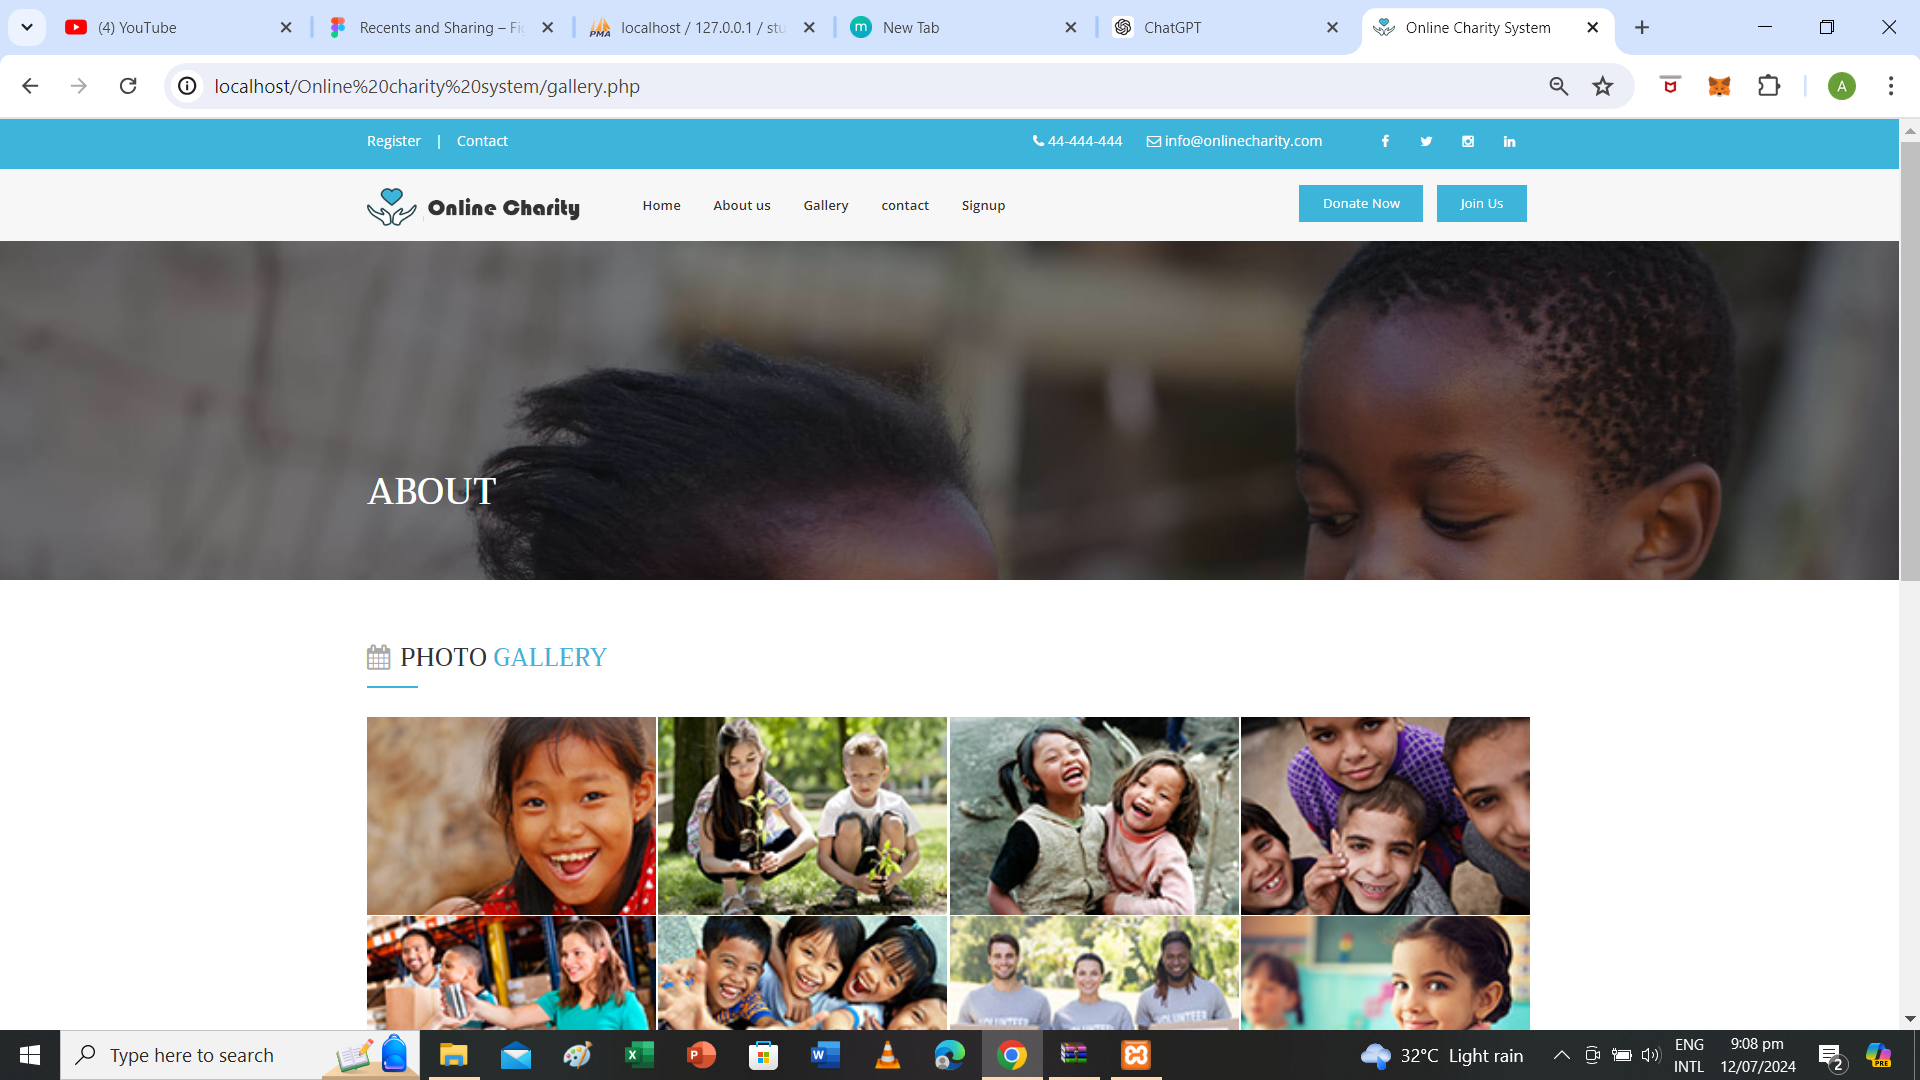 (4) YouTube
Recents and Sharing – Fi
localhost / 127.0.0.1 / stu
New Tab
ChatGPT
Online Charity System
localhost/Online%20charity%20system/gallery.php
A
Register | Contact
44-444-444
info@onlinecharity.com
Online Charity
Home
About us
Gallery
contact
Signup
Donate Now
Join Us
ABOUT
PHOTO GALLERY
VOLUNTEER
Type here to search
32°C Light rain
ENG
INTL
9:08 pm
12/07/2024
2
PRE